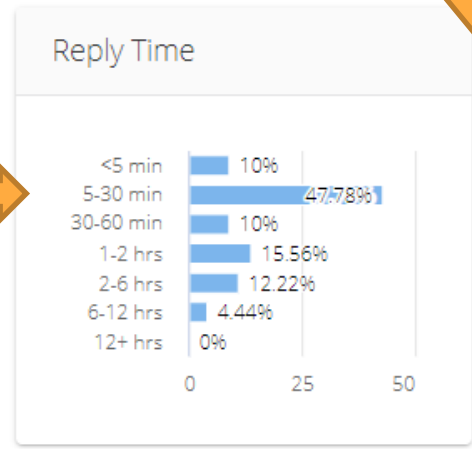 Reply Time
<5 min 10%
5-30 min 47.78%
30-60 min 10%
1-2 hrs 15.56%
2-6 hrs 12.22%
6-12 hrs 4.44%
12+ hrs 0%
0 25 50